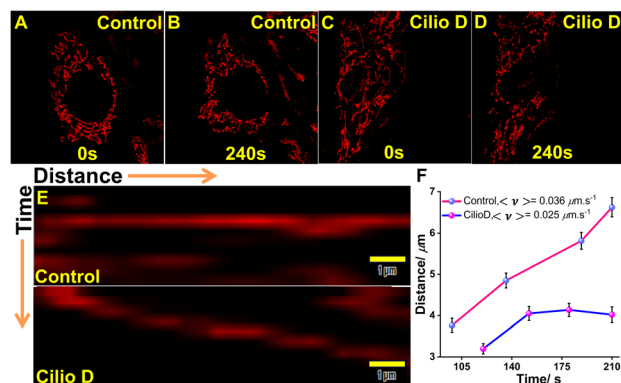 A
Control
0s
B
Control
240s
C
Cilio D
0s
D
Cilio D
240s
Distance
Time
E
Control
1μm
Cilio D
1μm
F
Control,< ν >= 0.036 μm.s⁻¹
CilioD,< ν >= 0.025 μm.s⁻¹
Distance/ μm
7
6
5
4
3
105
140
175
210
Time/ s